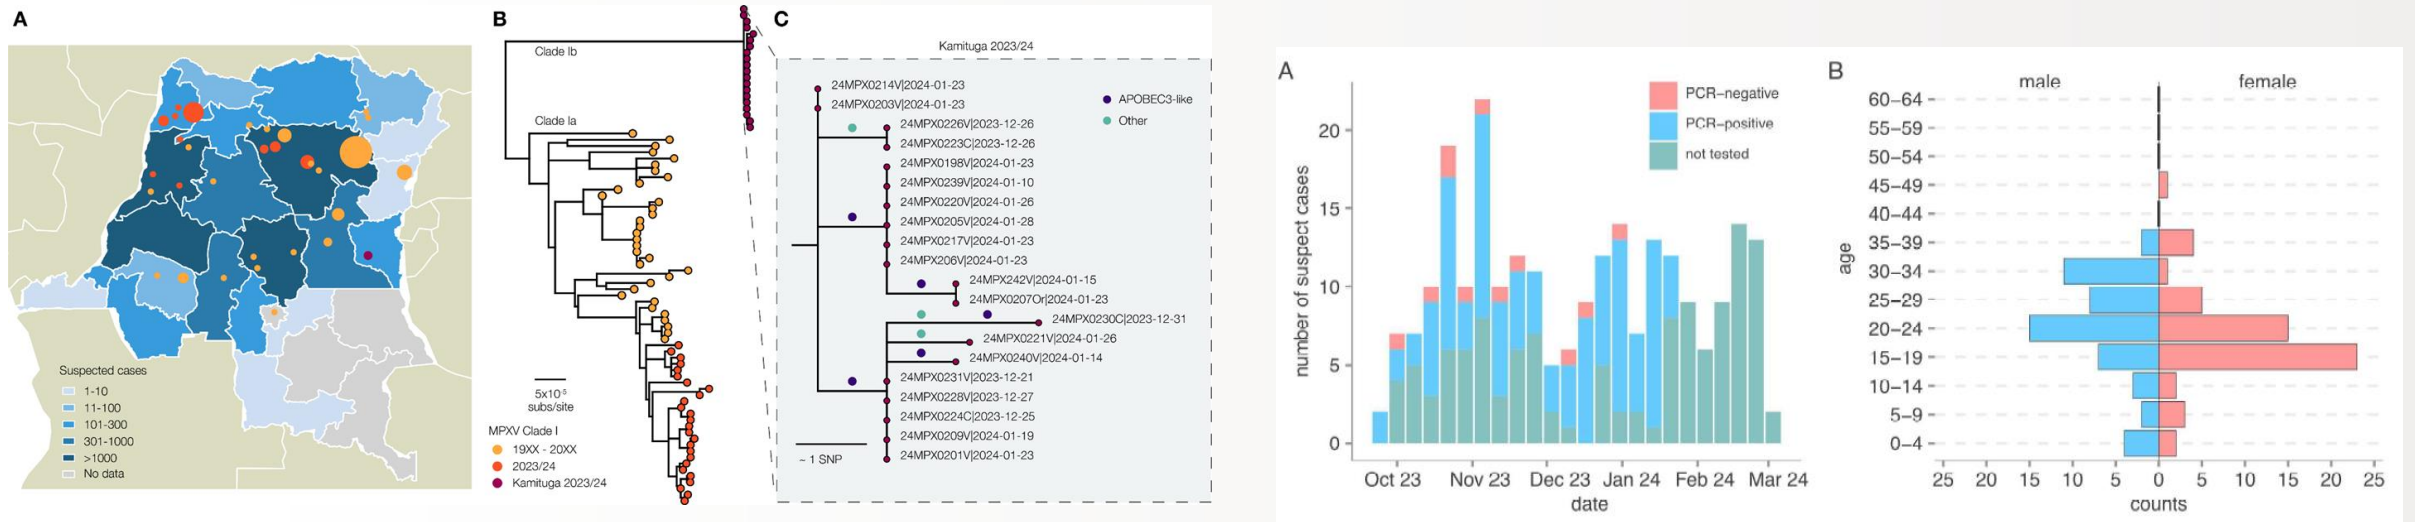 A
Suspected cases
1-10
11-100
101-300
301-1000
>1000
No data
B
Clade Ib
Clade Ia
5x10-5
subs/site
MPXV Clade I
19XX - 20XX
2023/24
Kamituga 2023/24
C
Kamituga 2023/24
24MPX0214V|2024-01-23
24MPX0203V|2024-01-23
24MPX0226V|2023-12-26
24MPX0223C|2023-12-26
24MPX0198V|2024-01-23
24MPX0239V|2024-01-10
24MPX0220V|2024-01-26
24MPX0205V|2024-01-28
24MPX0217V|2024-01-23
24MPX206V|2024-01-23
24MPX242V|2024-01-15
24MPX0207Or|2024-01-23
24MPX0230C|2023-12-31
24MPX0221V|2024-01-26
24MPX0240V|2024-01-14
24MPX0231V|2023-12-21
24MPX0228V|2023-12-27
24MPX0224C|2023-12-25
24MPX0209V|2024-01-19
24MPX0201V|2024-01-23
APOBEC3-like
Other
~ 1 SNP
A
number of suspect cases
20
15
10
5
0
PCR-negative
PCR-positive
not tested
Oct 23 Nov 23 Dec 23 Jan 24 Feb 24 Mar 24
date
B
male female
age
60-64
55-59
50-54
45-49
40-44
35-39
30-34
25-29
20-24
15-19
10-14
5-9
0-4
25 20 15 10 5 0 5 10 15 20 25
counts